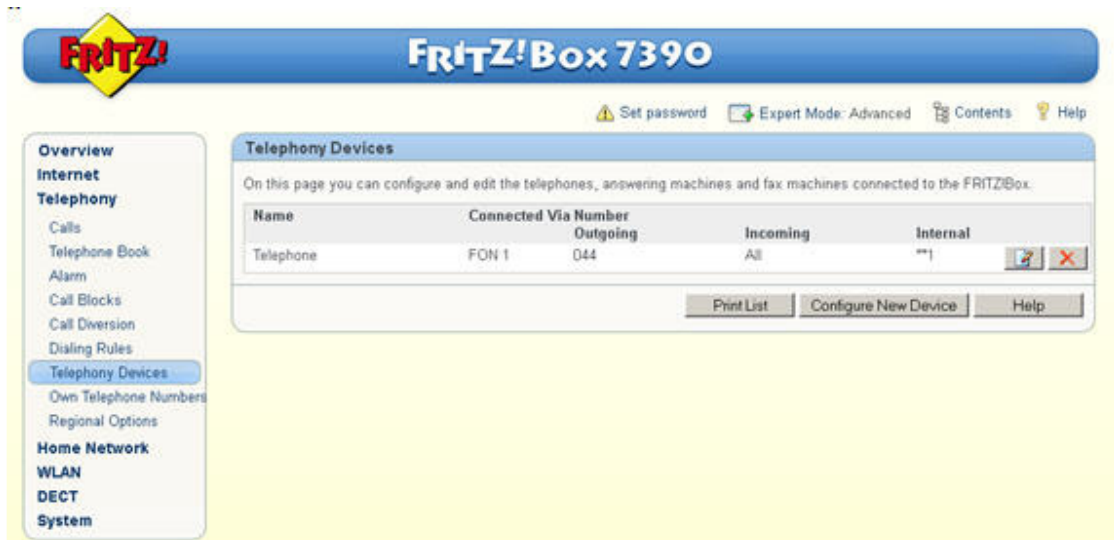 --
FRITZ!
FRITZ!Box 7390
Set password Expert Mode: Advanced Contents Help
Overview
Internet
Telephony
Calls
Telephone Book
Alarm
Call Blocks
Call Diversion
Dialing Rules
Telephony Devices
Own Telephone Numbers
Regional Options
Home Network
WLAN
DECT
System
Telephony Devices
On this page you can configure and edit the telephones, answering machines and fax machines connected to the FRITZ!Box.
Name Connected Via Number
Outgoing Incoming Internal
Telephone FON 1 044 All **1
Print List Configure New Device Help